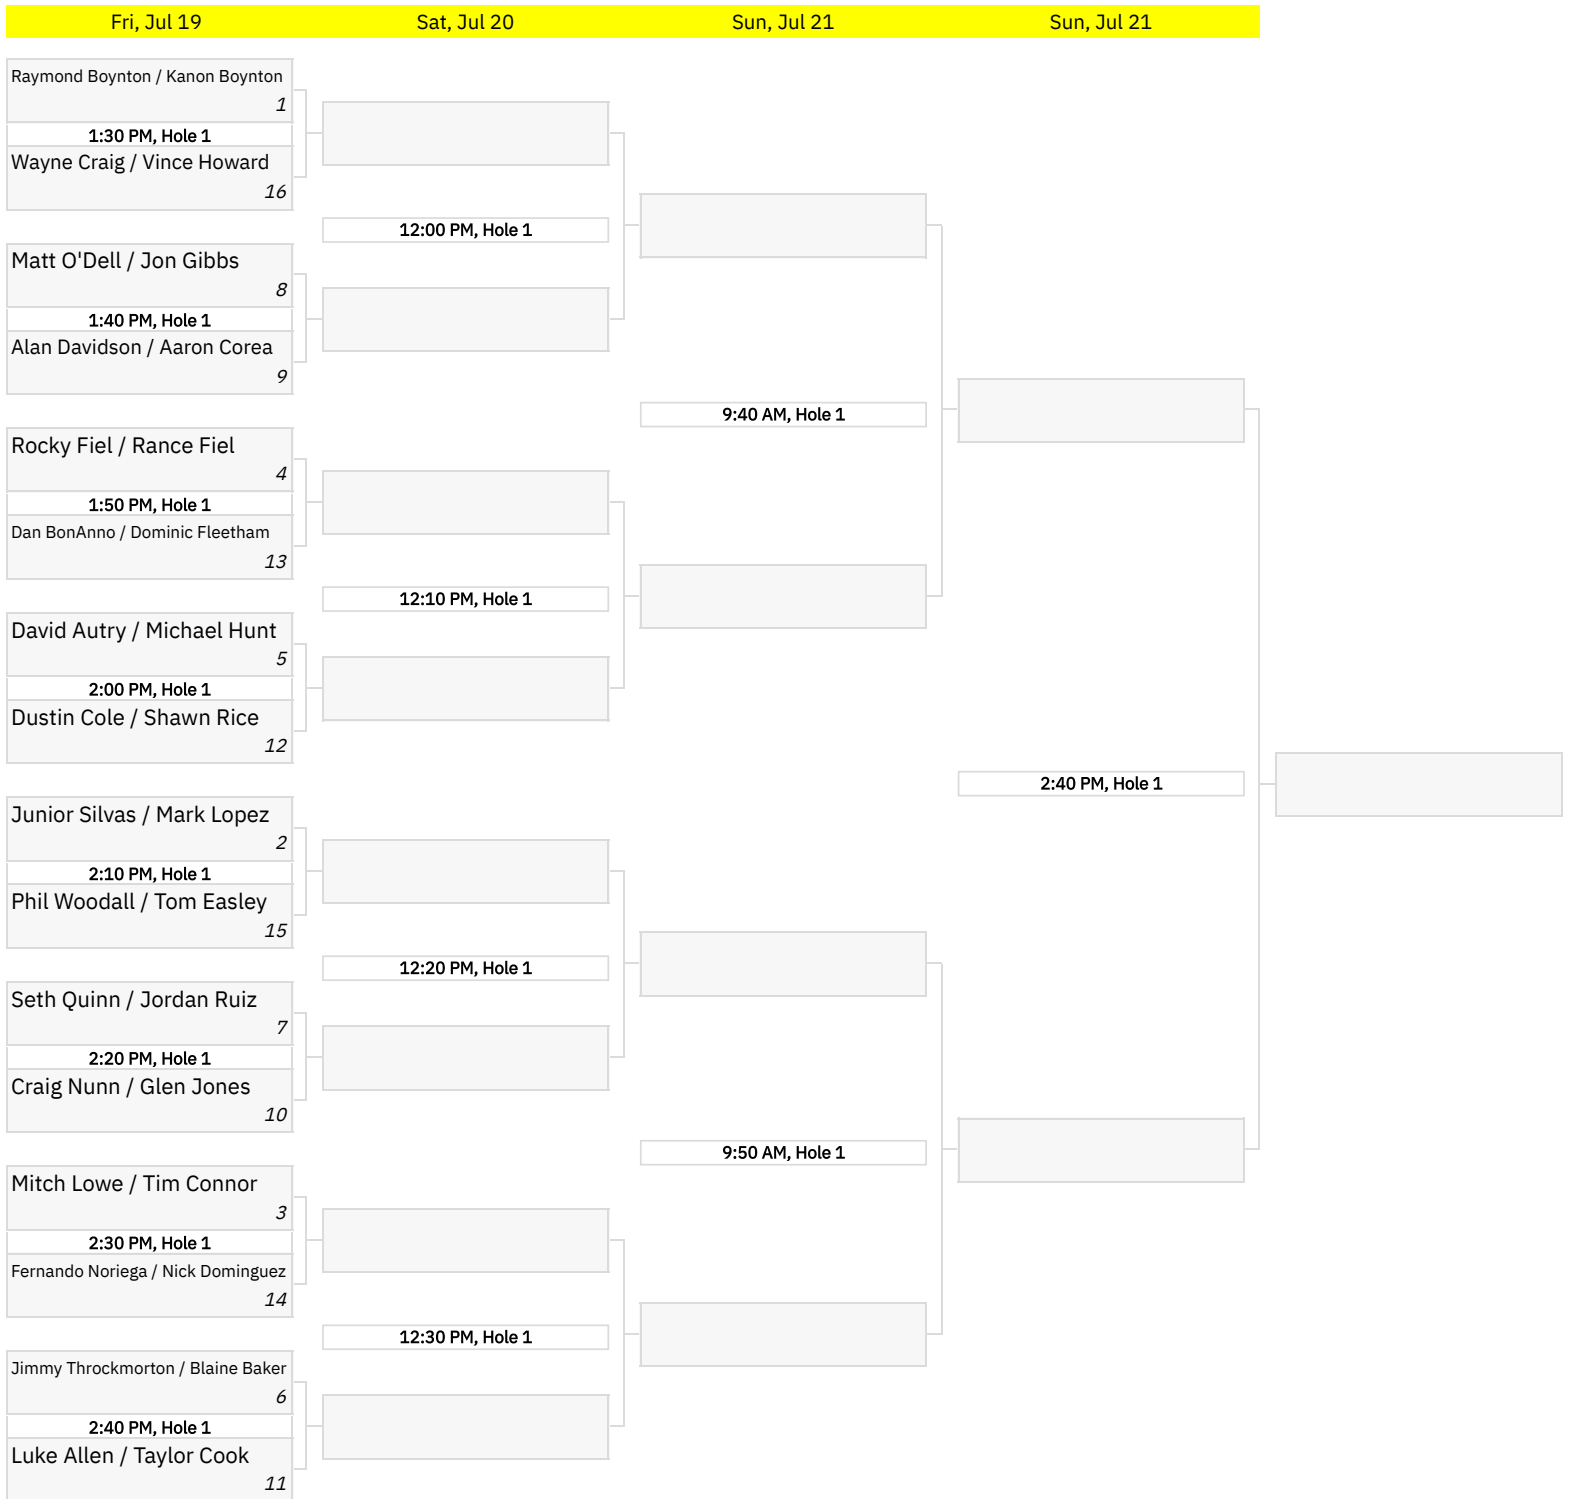 Fri, Jul 19
Sat, Jul 20
Sun, Jul 21
Sun, Jul 21
Raymond Boynton / Kanon Boynton
1
1:30 PM, Hole 1
Wayne Craig / Vince Howard
16
Matt O'Dell / Jon Gibbs
8
1:40 PM, Hole 1
Alan Davidson / Aaron Corea
9
Rocky Fiel / Rance Fiel
4
1:50 PM, Hole 1
Dan BonAnno / Dominic Fleetham
13
David Autry / Michael Hunt
5
2:00 PM, Hole 1
Dustin Cole / Shawn Rice
12
Junior Silvas / Mark Lopez
2
2:10 PM, Hole 1
Phil Woodall / Tom Easley
15
Seth Quinn / Jordan Ruiz
7
2:20 PM, Hole 1
Craig Nunn / Glen Jones
10
Mitch Lowe / Tim Connor
3
2:30 PM, Hole 1
Fernando Noriega / Nick Dominguez
14
Jimmy Throckmorton / Blaine Baker
6
2:40 PM, Hole 1
Luke Allen / Taylor Cook
11
12:00 PM, Hole 1
12:10 PM, Hole 1
12:20 PM, Hole 1
12:30 PM, Hole 1
9:40 AM, Hole 1
9:50 AM, Hole 1
2:40 PM, Hole 1